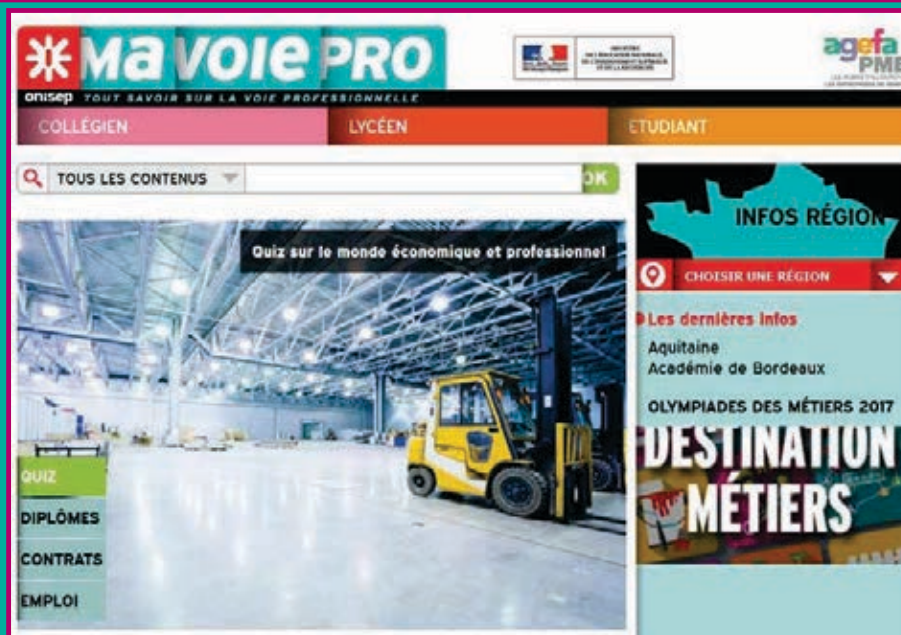 MA VOIE PRO
onisep TOUT SAVOIR SUR LA VOIE PROFESSIONNELLE
agefa
PME
COLLÉGIEN
LYCÉEN
ETUDIANT
TOUS LES CONTENUS
OK
Quiz sur le monde économique et professionnel
QUIZ
DIPLÔMES
CONTRATS
EMPLOI
INFOS RÉGION
CHOISIR UNE RÉGION
Les dernières infos
Aquitaine
Académie de Bordeaux
OLYMPIADES DES MÉTIERS 2017
DESTINATION
MÉTIERS